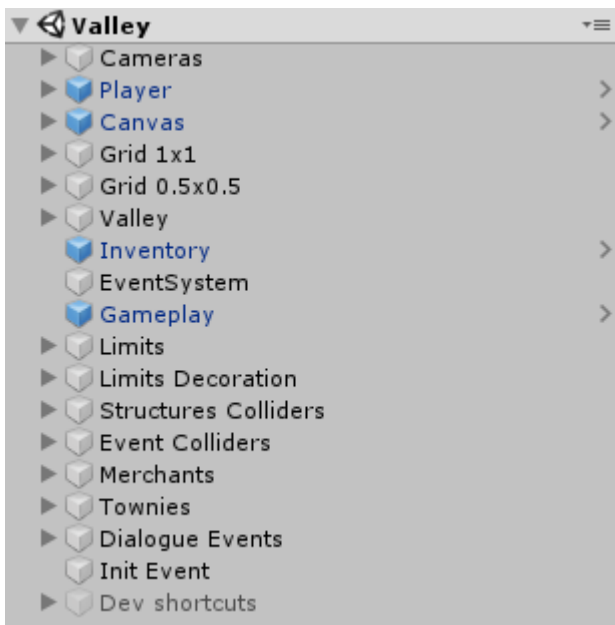 Valley
Cameras
Player
Canvas
Grid 1x1
Grid 0.5x0.5
Valley
Inventory
EventSystem
Gameplay
Limits
Limits Decoration
Structures Colliders
Event Colliders
Merchants
Townies
Dialogue Events
Init Event
Dev shortcuts